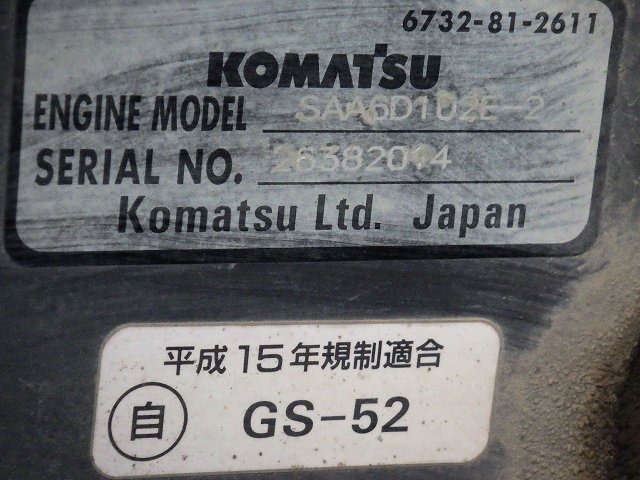 6732-81-2611
KOMATSU
ENGINE MODEL SAA6D102E-2
SERIAL NO. 26382014
Komatsu Ltd. Japan
平成15年規制適合
自 GS-52